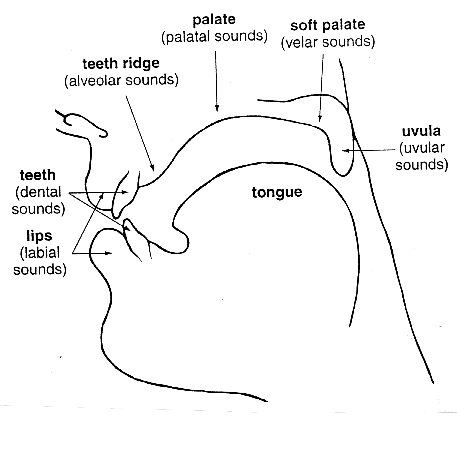 palate
(palatal sounds)
soft palate
(velar sounds)
teeth ridge
(alveolar sounds)
uvula
(uvular
sounds)
teeth
(dental
sounds)
tongue
lips
(labial
sounds)